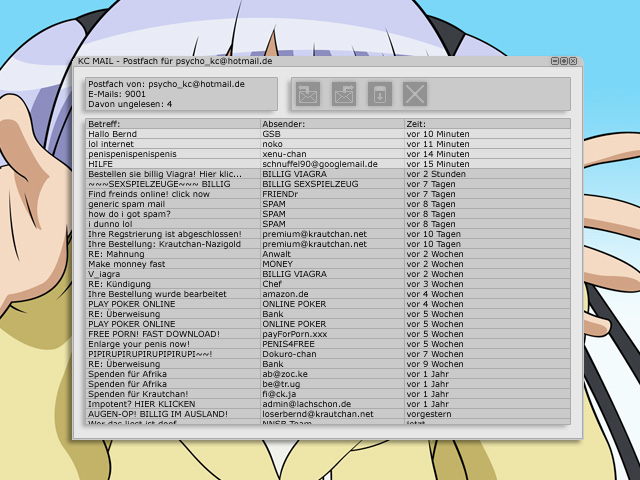 KC MAIL - Postfach für psycho_kc@hotmail.de
Postfach von: psycho_kc@hotmail.de
E-Mails: 9001
Davon ungelesen: 4
Betreff: Absender: Zeit:
Hallo Bernd GSB vor 10 Minuten
lol internet noko vor 11 Minuten
penispenispenispenis xenu-chan vor 14 Minuten
HILFE schnuffel90@googlemail.de vor 15 Minuten
Bestellen sie billig Viagra! Hier klic... BILLIG VIAGRA vor 2 Stunden
~~~SEXSPIELZEUGE~~~ BILLIG BILLIG SEXSPIELZEUG vor 7 Tagen
Find freinds online! click now FRIENDr vor 7 Tagen
generic spam mail SPAM vor 8 Tagen
how do i got spam? SPAM vor 8 Tagen
i dunno lol SPAM vor 8 Tagen
Ihre Regstrierung ist abgeschlossen! premium@krautchan.net vor 10 Tagen
Ihre Bestellung: Krautchan-Nazigold premium@krautchan.net vor 10 Tagen
RE: Mahnung Anwalt vor 2 Wochen
Make monney fast MONEY vor 2 Wochen
V_iagra BILLIG VIAGRA vor 2 Wochen
RE: Kündigung Chef vor 3 Wochen
Ihre Bestellung wurde bearbeitet amazon.de vor 4 Wochen
PLAY POKER ONLINE ONLINE POKER vor 4 Wochen
RE: Überweisung Bank vor 5 Wochen
PLAY POKER ONLINE ONLINE POKER vor 5 Wochen
FREE PORN! FAST DOWNLOAD! payForPorn.xxx vor 5 Wochen
Enlarge your penis now! PENIS4FREE vor 5 Wochen
PIPIRUPIRUPIRUPIPIRUPI~~! Dokuro-chan vor 7 Wochen
RE: Überweisung Bank vor 9 Wochen
Spenden für Afrika ab@zoc.ke vor 1 Jahr
Spenden für Afrika be@tr.ug vor 1 Jahr
Spenden für Krautchan! fi@ck.ja vor 1 Jahr
Impotent? HIER KLICKEN admin@lachschon.de vor 1 Jahr
AUGEN-OP! BILLIG IM AUSLAND! loserbernd@krautchan.net vorgestern
Wer das liest ist doof NNSB Team jetzt